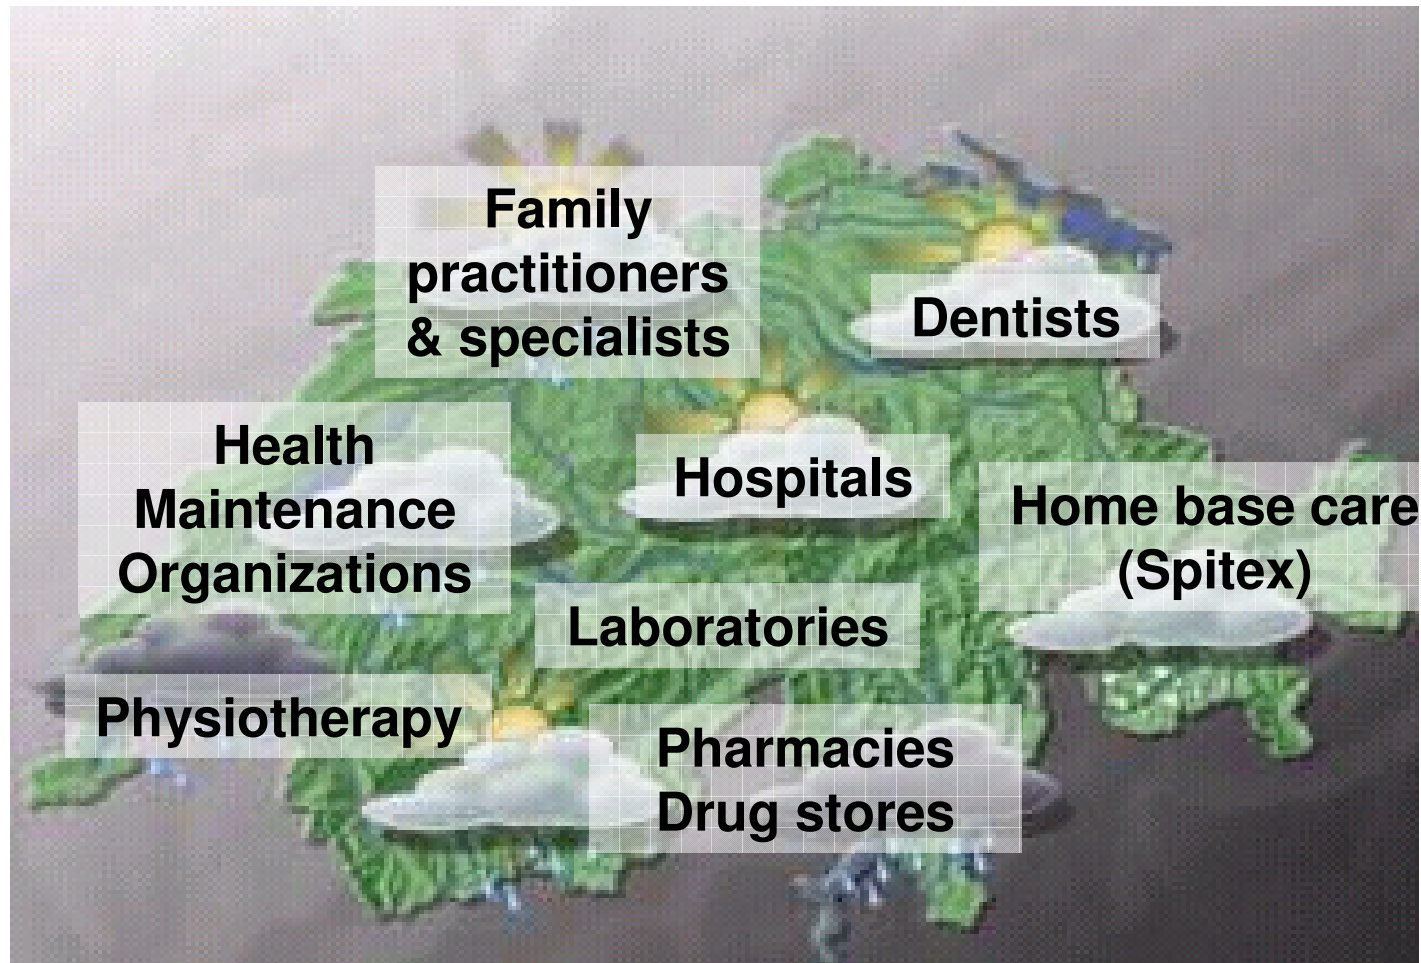 Family
practitioners
& specialists
Dentists
Health
Maintenance
Organizations
Hospitals
Home base care
(Spitex)
Laboratories
Physiotherapy
Pharmacies
Drug stores